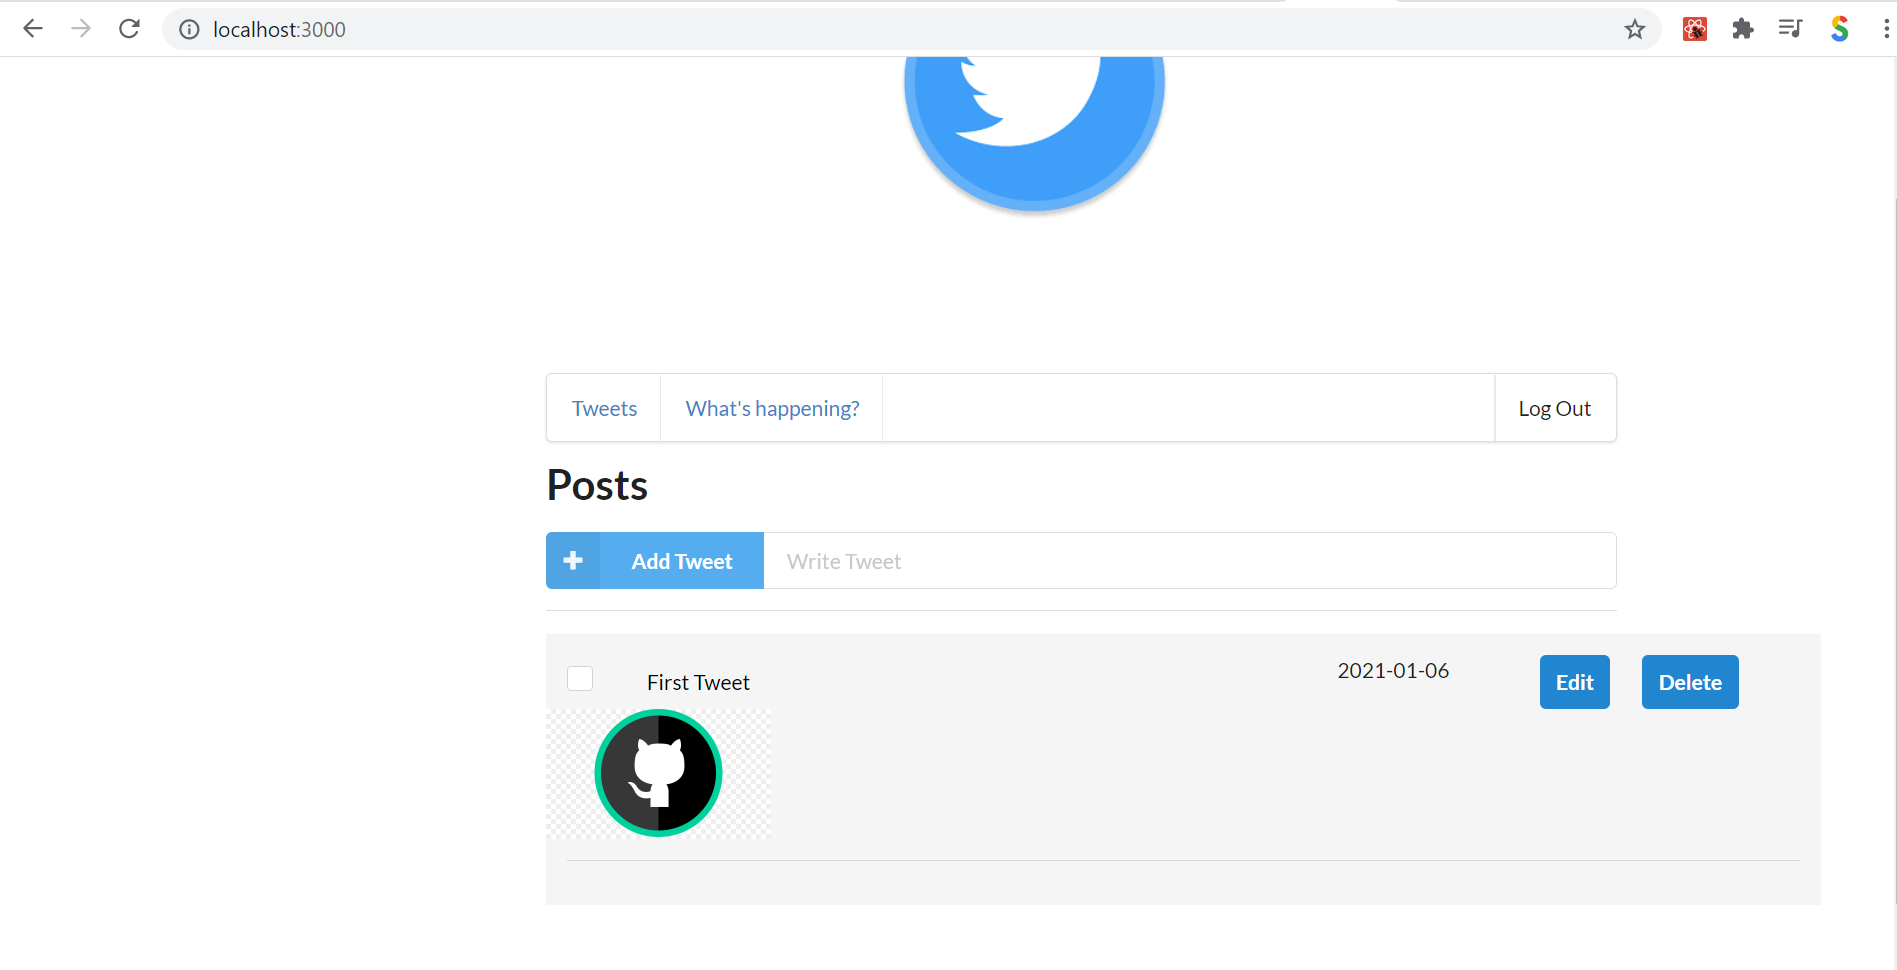 localhost:3000
Tweets What's happening? Log Out
Posts
Add Tweet Write Tweet
First Tweet 2021-01-06 Edit Delete